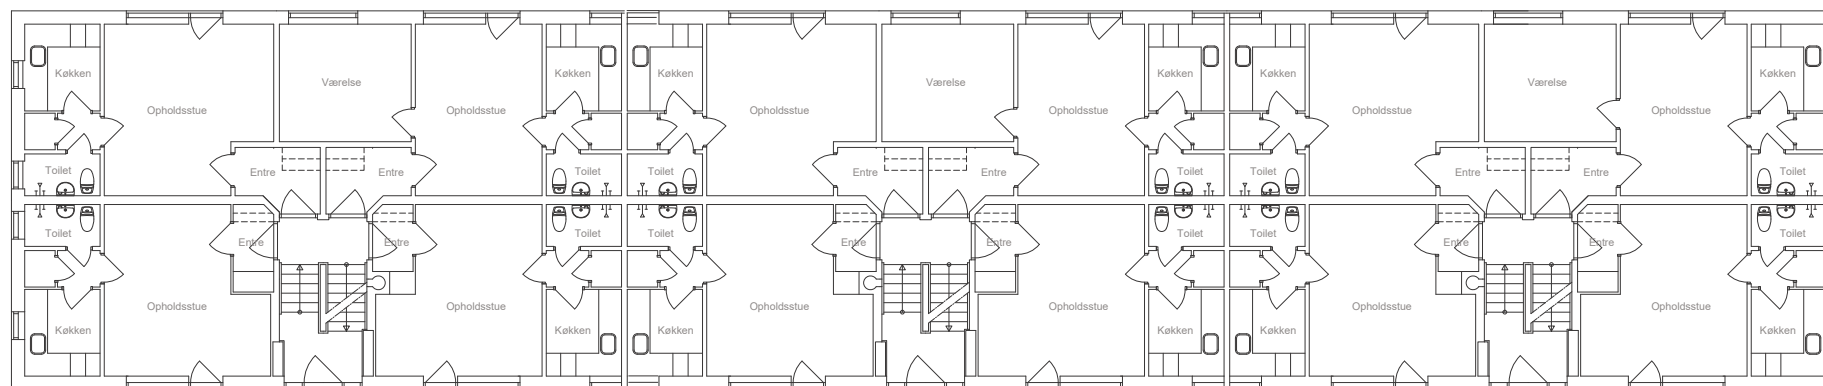 Køkken
Værelse
Køkken
Køkken
Værelse
Køkken
Køkken
Værelse
Køkken
Opholdsstue
Opholdsstue
Opholdsstue
Opholdsstue
Opholdsstue
Opholdsstue
Toilet
Entre
Entre
Toilet
Toilet
Entre
Entre
Toilet
Toilet
Entre
Entre
Toilet
Toilet
Entre
Entre
Toilet
Toilet
Entre
Entre
Toilet
Toilet
Entre
Entre
Toilet
Opholdsstue
Opholdsstue
Opholdsstue
Opholdsstue
Opholdsstue
Opholdsstue
Køkken
Køkken
Køkken
Køkken
Køkken
Køkken